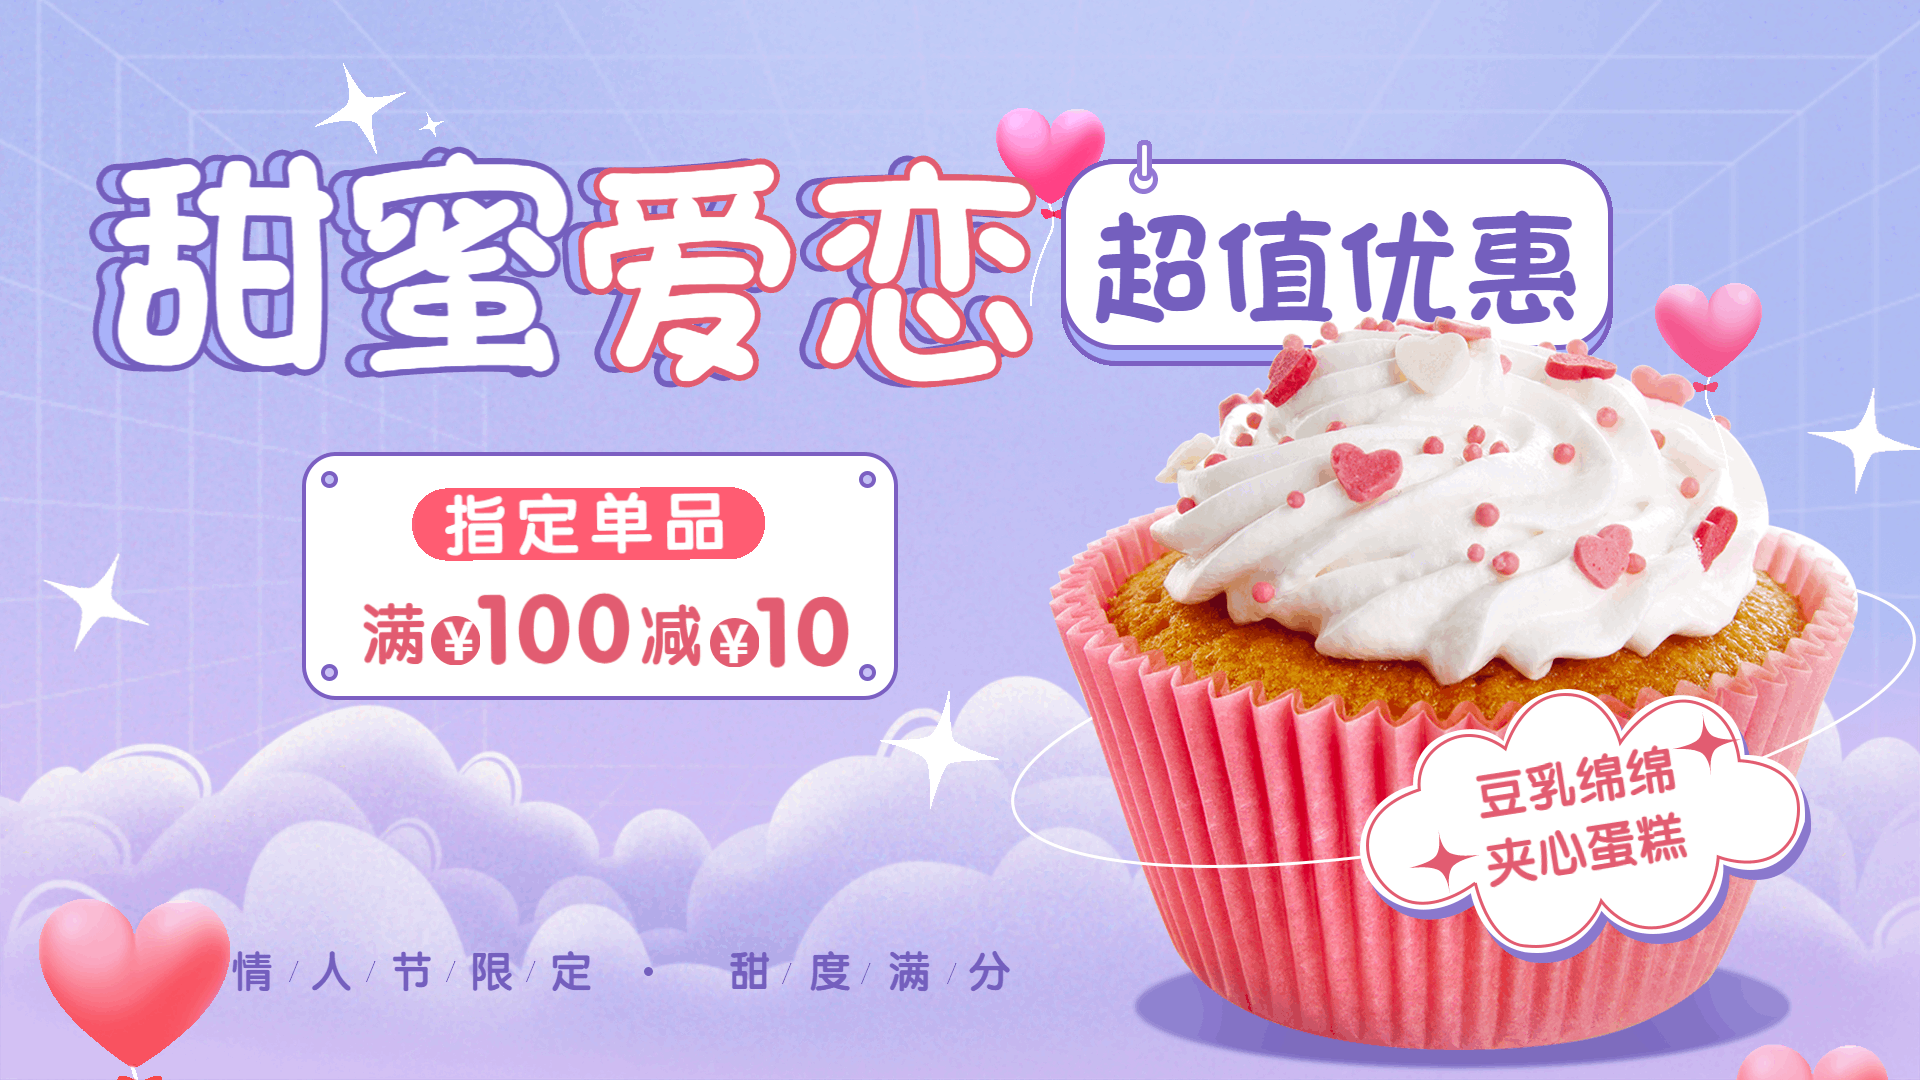 甜蜜爱恋
超值优惠
指定单品
满¥100减¥10
豆乳绵绵
夹心蛋糕
情/人/节/限/定 · 甜/度/满/分